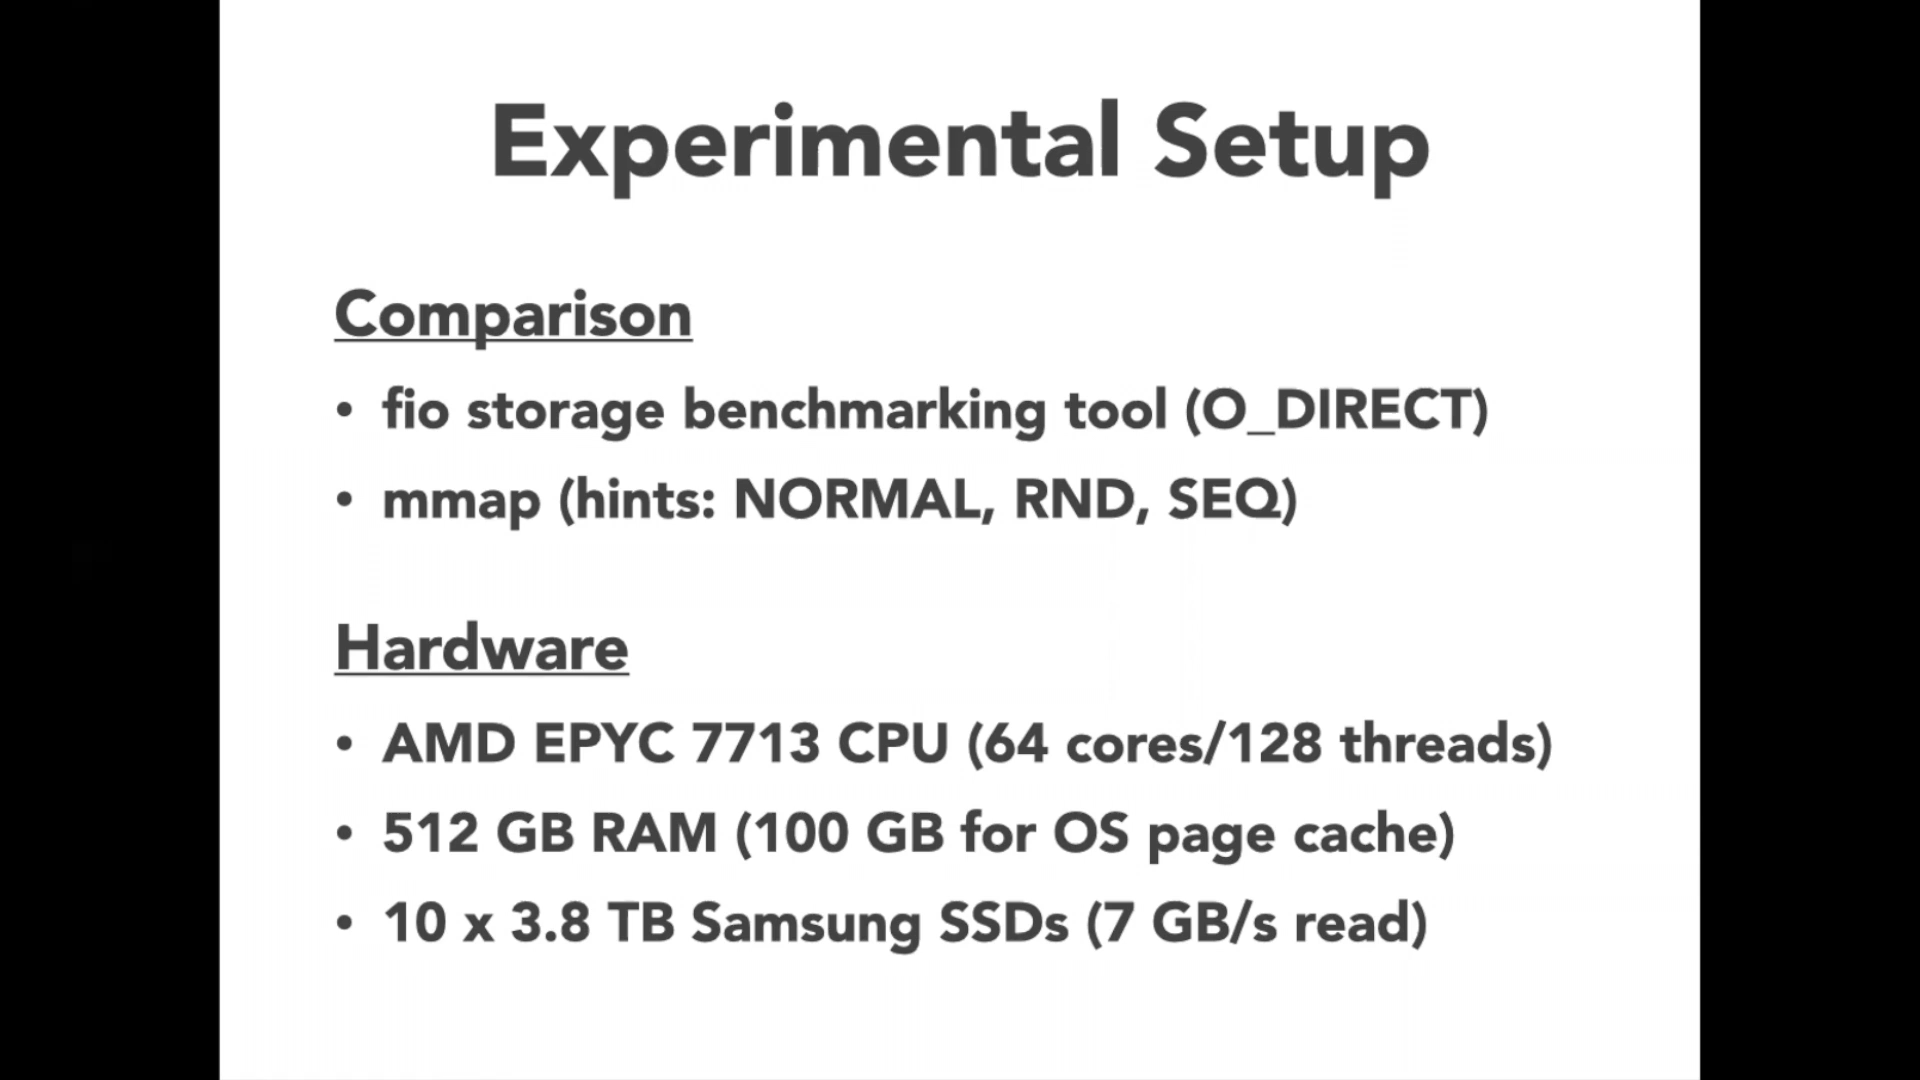 Experimental Setup
Comparison
• fio storage benchmarking tool (O_DIRECT)
• mmap (hints: NORMAL, RND, SEQ)
Hardware
• AMD EPYC 7713 CPU (64 cores/128 threads)
• 512 GB RAM (100 GB for OS page cache)
• 10 x 3.8 TB Samsung SSDs (7 GB/s read)